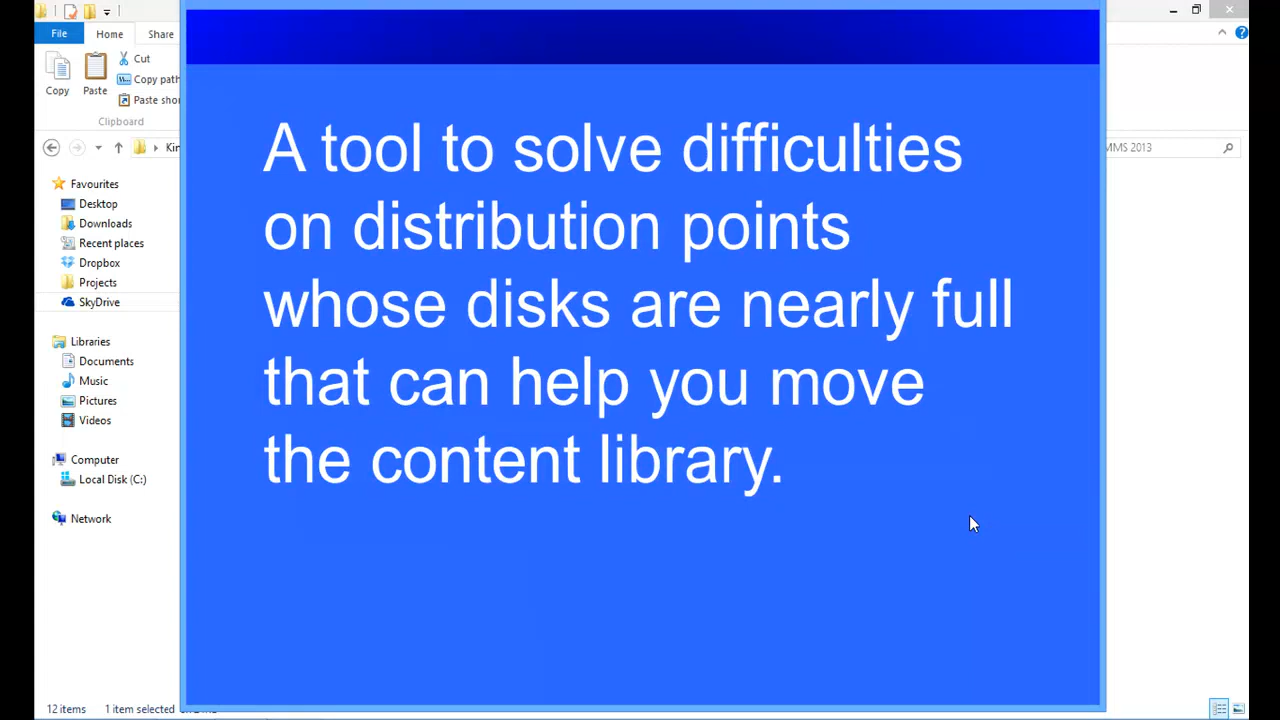 File
Home
Share
Copy
Paste
Cut
Copy path
Paste shor
Clipboard
Kin
MMS 2013
A tool to solve difficulties
on distribution points
whose disks are nearly full
that can help you move
the content library.
Favourites
Desktop
Downloads
Recent places
Dropbox
Projects
SkyDrive
Libraries
Documents
Music
Pictures
Videos
Computer
Local Disk (C:)
Network
12 items
1 item selected